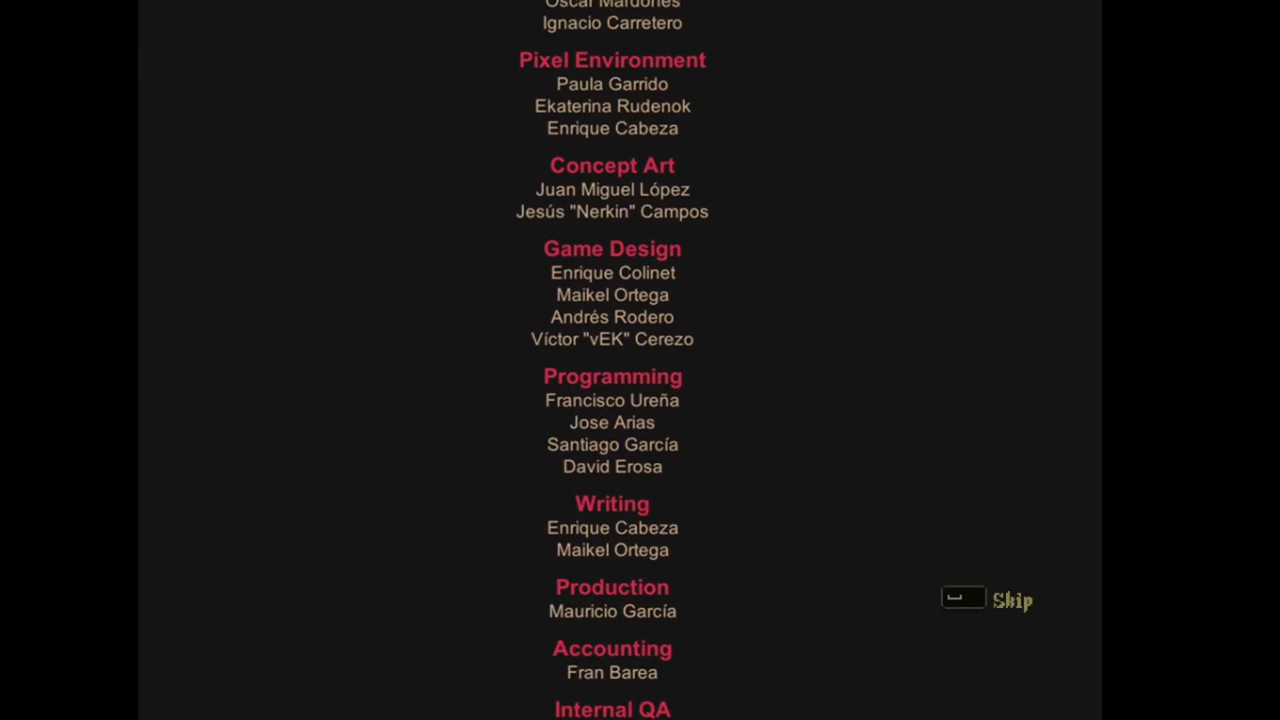 Oscar Mardones
Ignacio Carretero
Pixel Environment
Paula Garrido
Ekaterina Rudenok
Enrique Cabeza
Concept Art
Juan Miguel López
Jesús "Nerkin" Campos
Game Design
Enrique Colinet
Maikel Ortega
Andrés Rodero
Víctor "vEK" Cerezo
Programming
Francisco Ureña
Jose Arias
Santiago García
David Erosa
Writing
Enrique Cabeza
Maikel Ortega
Production
Mauricio García
Skip
Accounting
Fran Barea
Internal QA